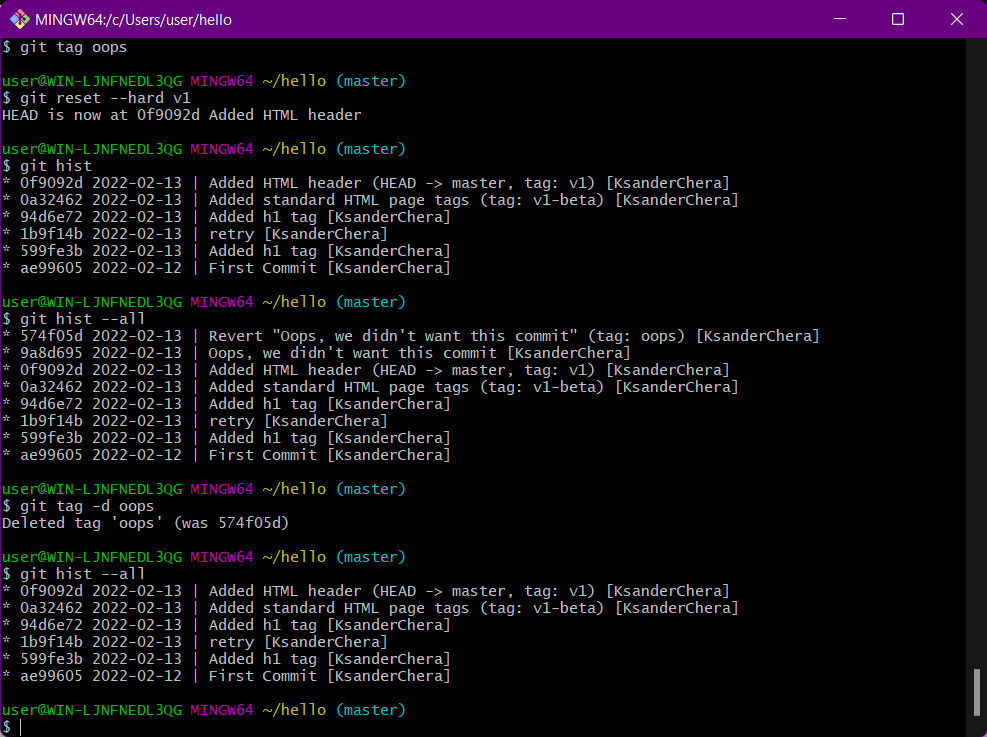 MINGW64:/c/Users/user/hello
$ git tag oops
user@WIN-LJNFNEDL3QG MINGW64 ~/hello (master)
$ git reset --hard v1
HEAD is now at 0f9092d Added HTML header
user@WIN-LJNFNEDL3QG MINGW64 ~/hello (master)
$ git hist
* 0f9092d 2022-02-13 | Added HTML header (HEAD -> master, tag: v1) [KsanderChera]
* 0a32462 2022-02-13 | Added standard HTML page tags (tag: v1-beta) [KsanderChera]
* 94d6e72 2022-02-13 | Added h1 tag [KsanderChera]
* 1b9f14b 2022-02-13 | retry [KsanderChera]
* 599fe3b 2022-02-13 | Added h1 tag [KsanderChera]
* ae99605 2022-02-12 | First Commit [KsanderChera]
user@WIN-LJNFNEDL3QG MINGW64 ~/hello (master)
$ git hist --all
* 574f05d 2022-02-13 | Revert "Oops, we didn't want this commit" (tag: oops) [KsanderChera]
* 9a8d695 2022-02-13 | Oops, we didn't want this commit [KsanderChera]
* 0f9092d 2022-02-13 | Added HTML header (HEAD -> master, tag: v1) [KsanderChera]
* 0a32462 2022-02-13 | Added standard HTML page tags (tag: v1-beta) [KsanderChera]
* 94d6e72 2022-02-13 | Added h1 tag [KsanderChera]
* 1b9f14b 2022-02-13 | retry [KsanderChera]
* 599fe3b 2022-02-13 | Added h1 tag [KsanderChera]
* ae99605 2022-02-12 | First Commit [KsanderChera]
user@WIN-LJNFNEDL3QG MINGW64 ~/hello (master)
$ git tag -d oops
Deleted tag 'oops' (was 574f05d)
user@WIN-LJNFNEDL3QG MINGW64 ~/hello (master)
$ git hist --all
* 0f9092d 2022-02-13 | Added HTML header (HEAD -> master, tag: v1) [KsanderChera]
* 0a32462 2022-02-13 | Added standard HTML page tags (tag: v1-beta) [KsanderChera]
* 94d6e72 2022-02-13 | Added h1 tag [KsanderChera]
* 1b9f14b 2022-02-13 | retry [KsanderChera]
* 599fe3b 2022-02-13 | Added h1 tag [KsanderChera]
* ae99605 2022-02-12 | First Commit [KsanderChera]
user@WIN-LJNFNEDL3QG MINGW64 ~/hello (master)
$